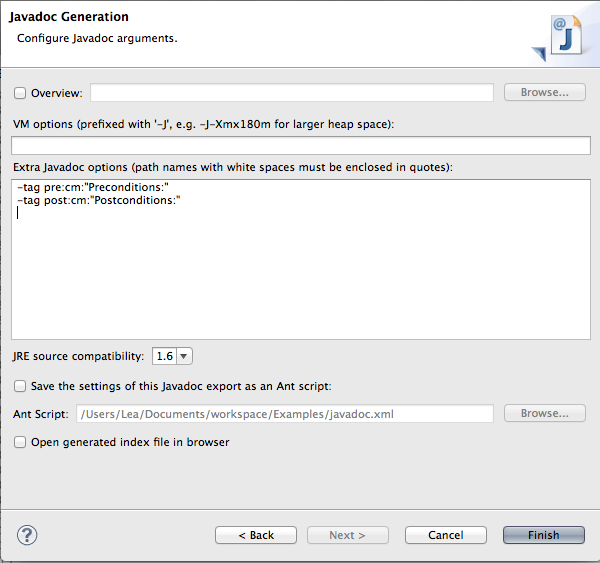 Javadoc Generation
Configure Javadoc arguments.
@
J
Overview:
Browse...
VM options (prefixed with '-J', e.g. -J-Xmx180m for larger heap space):
Extra Javadoc options (path names with white spaces must be enclosed in quotes):
-tag pre:cm:"Preconditions:"
-tag post:cm:"Postconditions:"
JRE source compatibility: 1.6
Save the settings of this Javadoc export as an Ant script:
Ant Script: /Users/Lea/Documents/workspace/Examples/javadoc.xml Browse...
Open generated index file in browser
? < Back Next > Cancel Finish